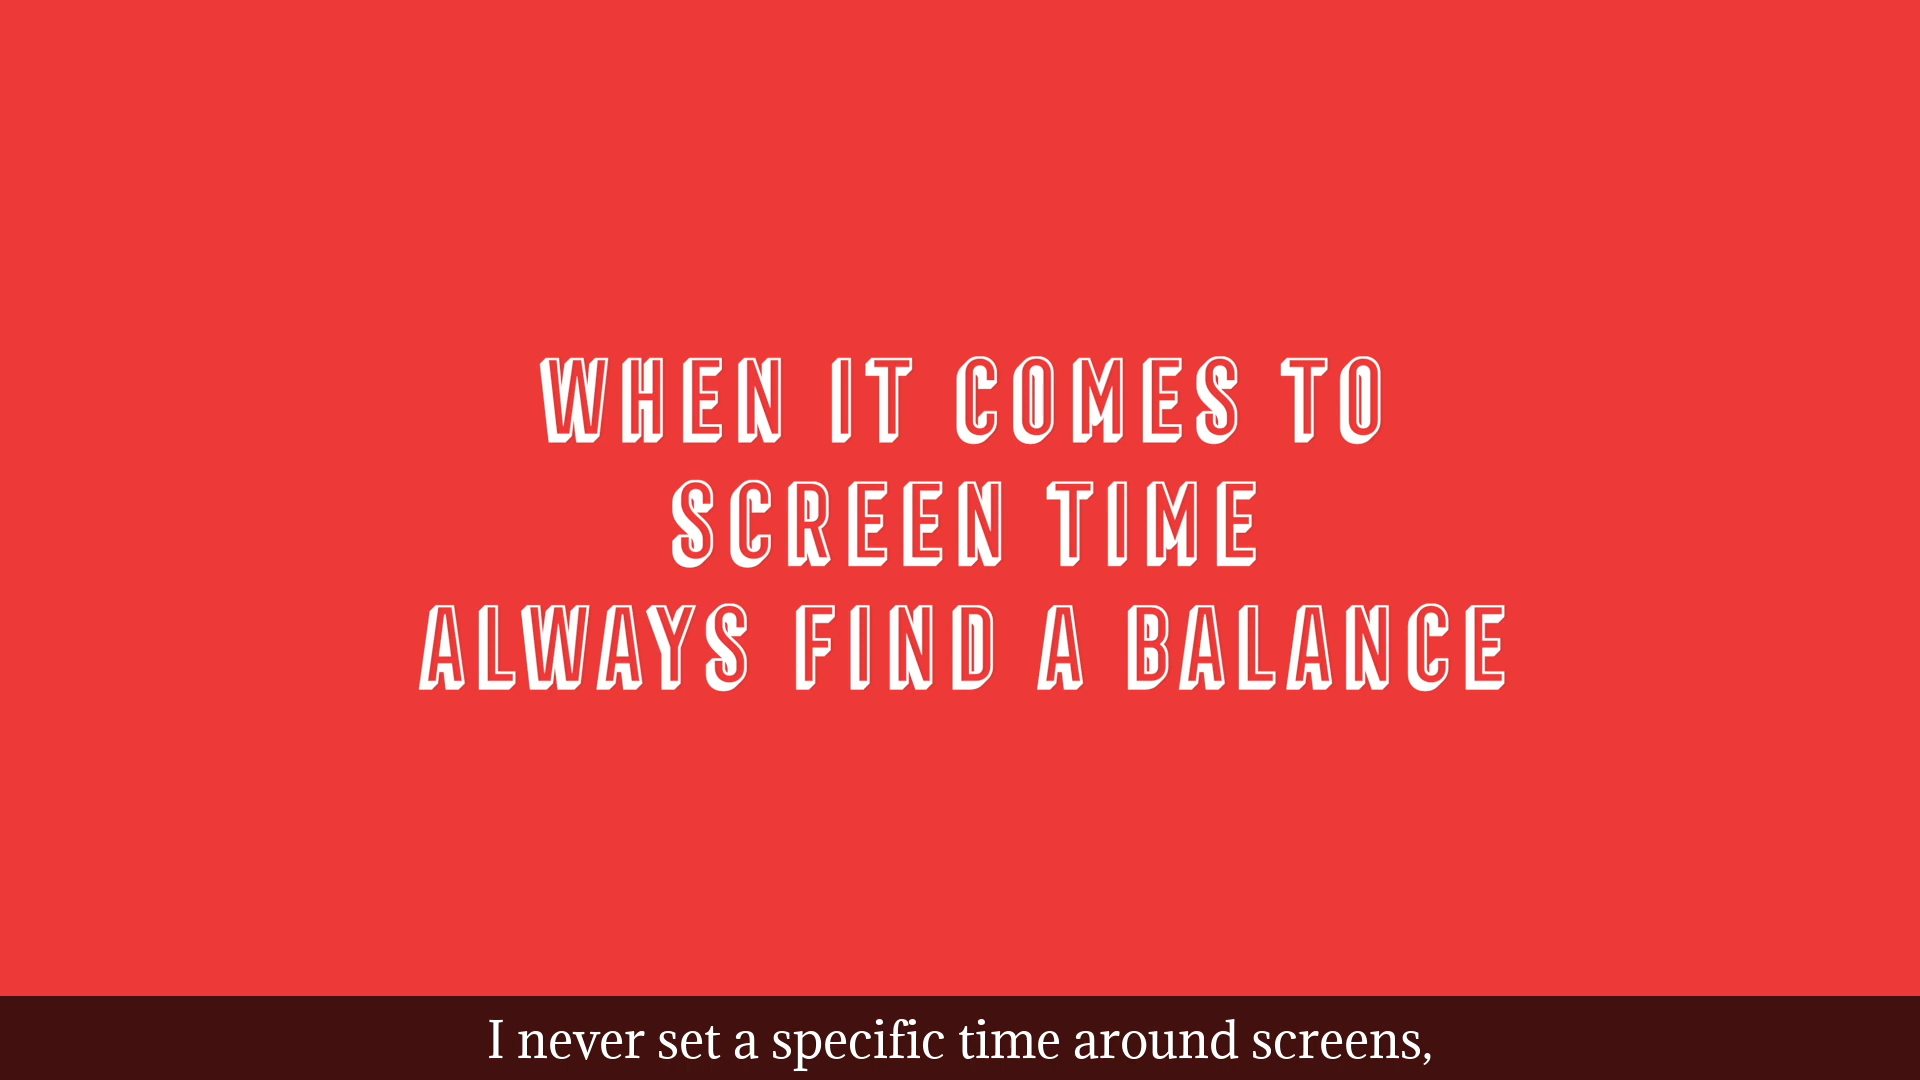 WHEN IT COMES TO
SCREEN TIME
ALWAYS FIND A BALANCE
I never set a specific time around screens,